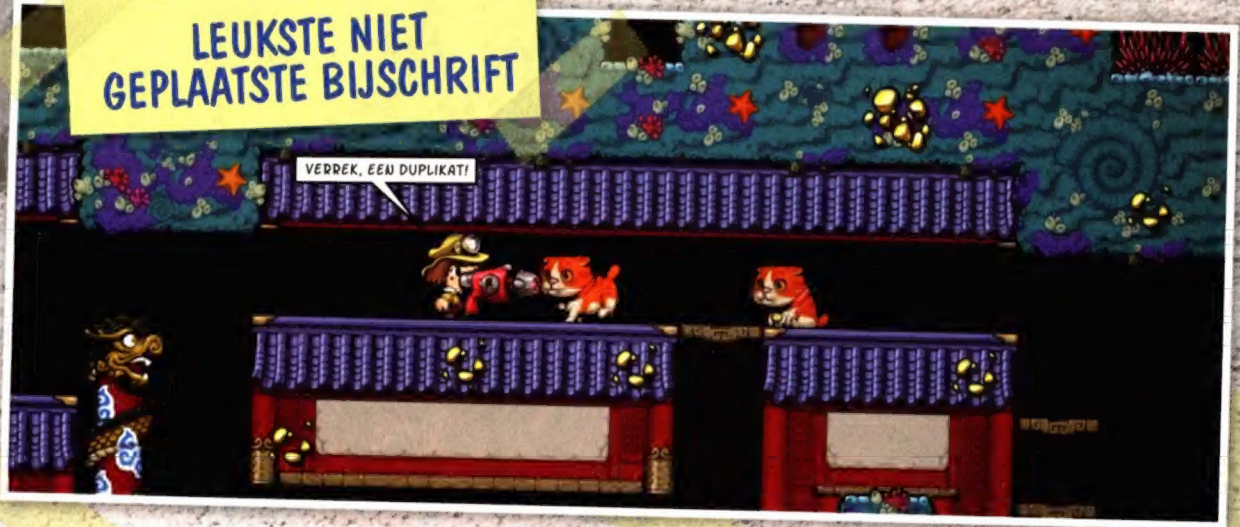 LEUKSTE NIET
GEPLAATSTE BIJSCHRIFT
VERREK, EEN DUPLIKAT!